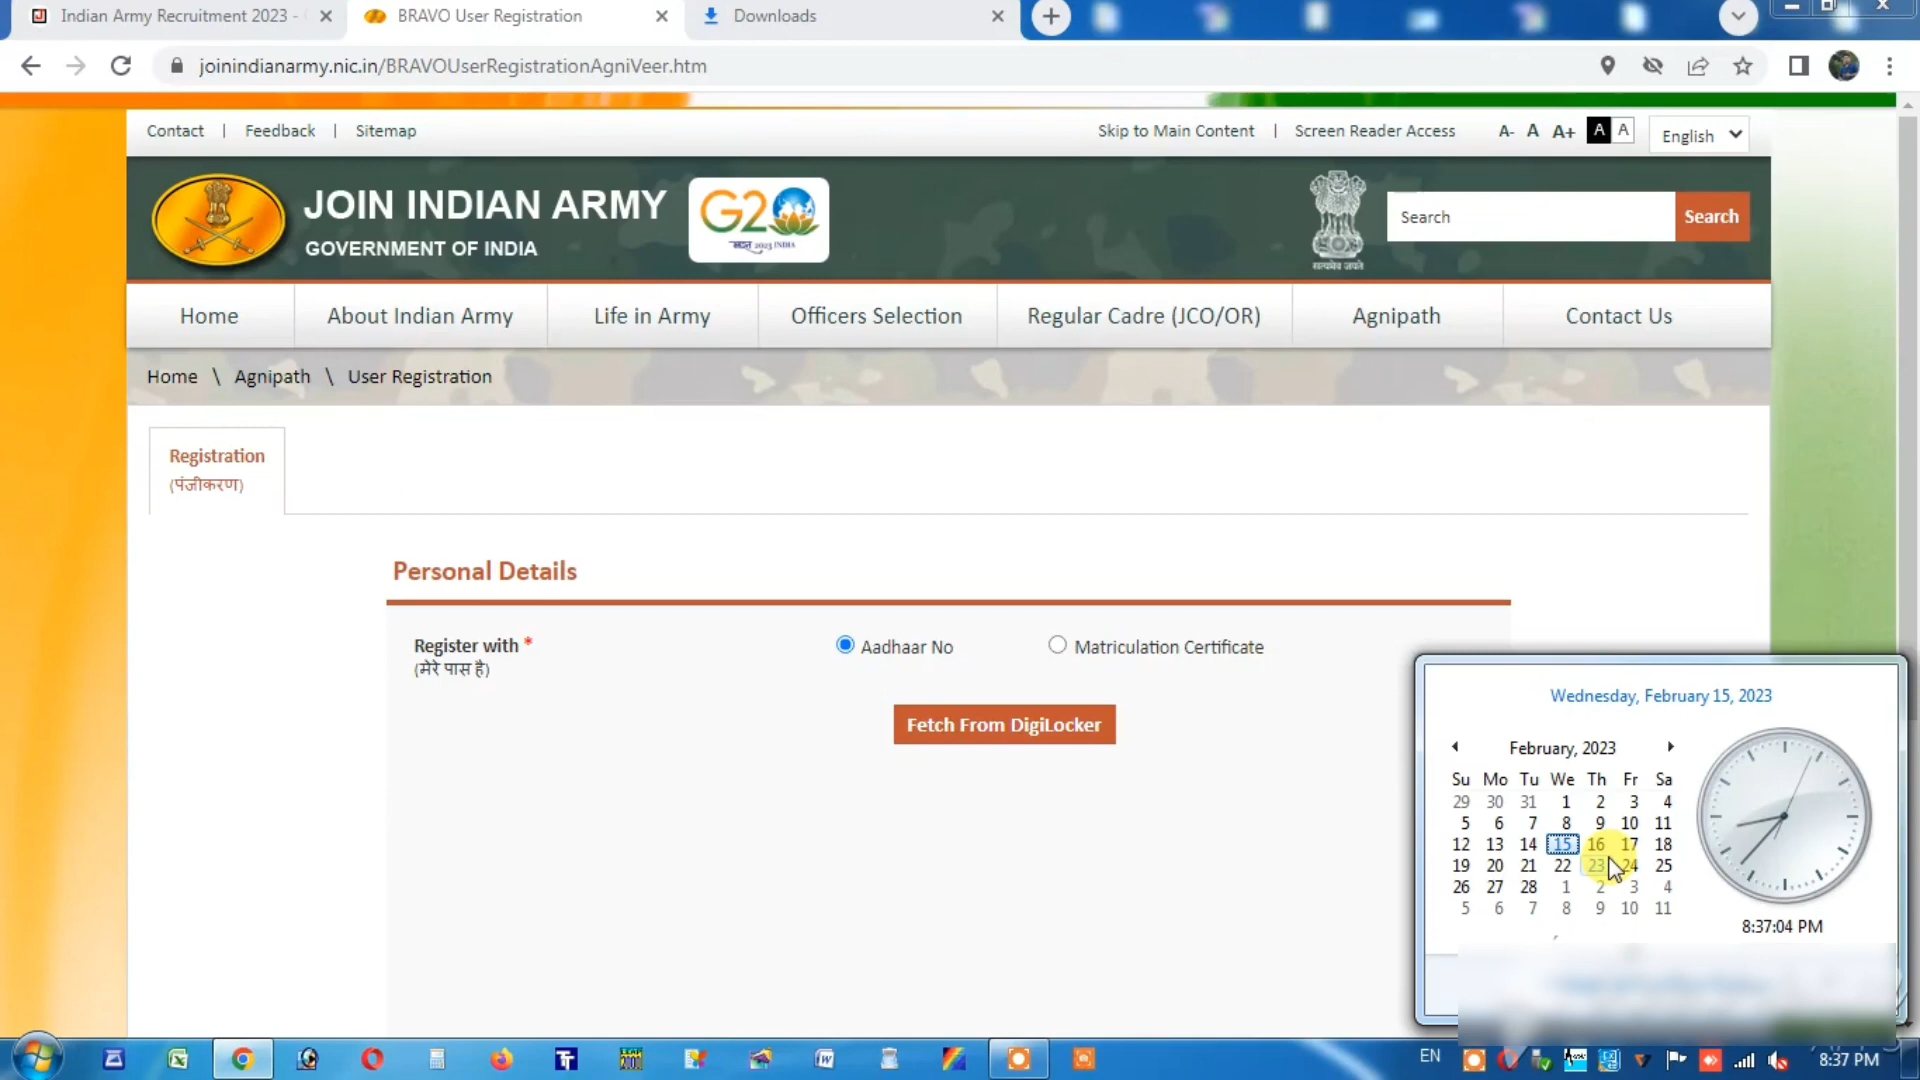 Indian Army Recruitment 2023 -
BRAVO User Registration
Downloads
joinindianarmy.nic.in/BRAVOUserRegistrationAgniVeer.htm
Contact | Feedback | Sitemap
Skip to Main Content | Screen Reader Access A- A A+ A A English
JOIN INDIAN ARMY
GOVERNMENT OF INDIA
G20
2023 INDIA
सत्यमेव जयते
Search
Search
Home About Indian Army Life in Army Officers Selection Regular Cadre (JCO/OR) Agnipath Contact Us
Home \ Agnipath \ User Registration
Registration
(पंजीकरण)
Personal Details
Register with *
(मेरे पास है)
Aadhaar No
Matriculation Certificate
Fetch From DigiLocker
Wednesday, February 15, 2023
February, 2023
Su Mo Tu We Th Fr Sa
29 30 31 1 2 3 4
5 6 7 8 9 10 11
12 13 14 15 16 17 18
19 20 21 22 23 24 25
26 27 28 1 2 3 4
5 6 7 8 9 10 11
8:37:04 PM
EN
8:37 PM